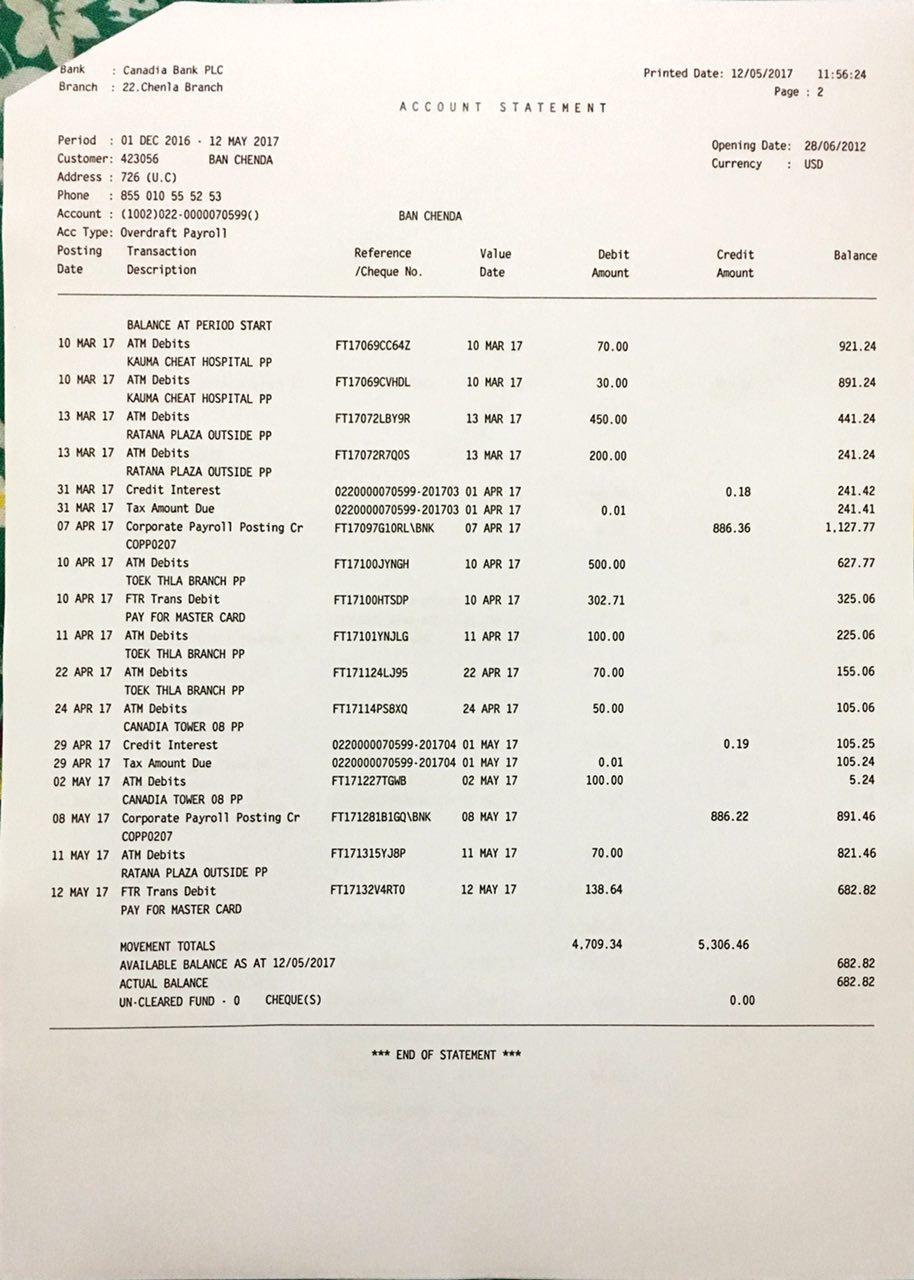 Bank : Canadia Bank PLC Printed Date: 12/05/2017 11:56:24
Branch : 22.Chenla Branch Page : 2
ACCOUNT STATEMENT
Period : 01 DEC 2016 - 12 MAY 2017 Opening Date: 28/06/2012
Customer: 423056 BAN CHENDA Currency : USD
Address : 726 (U.C)
Phone : 855 010 55 52 53
Account : (1002)022-0000070599() BAN CHENDA
Acc Type: Overdraft Payroll
Posting Transaction Reference Value Debit Credit Balance
Date Description /Cheque No. Date Amount Amount
BALANCE AT PERIOD START
10 MAR 17 ATM Debits FT17069CC64Z 10 MAR 17 70.00 921.24
KAUMA CHEAT HOSPITAL PP
10 MAR 17 ATM Debits FT17069CVHDL 10 MAR 17 30.00 891.24
KAUMA CHEAT HOSPITAL PP
13 MAR 17 ATM Debits FT17072LBY9R 13 MAR 17 450.00 441.24
RATANA PLAZA OUTSIDE PP
13 MAR 17 ATM Debits FT17072R7Q0S 13 MAR 17 200.00 241.24
RATANA PLAZA OUTSIDE PP
31 MAR 17 Credit Interest 0220000070599-201703 01 APR 17 0.18 241.42
31 MAR 17 Tax Amount Due 0220000070599-201703 01 APR 17 0.01 241.41
07 APR 17 Corporate Payroll Posting Cr FT17097G10RL\BNK 07 APR 17 886.36 1,127.77
COPP0207
10 APR 17 ATM Debits FT17100JYNGH 10 APR 17 500.00 627.77
TOEK THLA BRANCH PP
10 APR 17 FTR Trans Debit FT17100HTSDP 10 APR 17 302.71 325.06
PAY FOR MASTER CARD
11 APR 17 ATM Debits FT17101YNJLG 11 APR 17 100.00 225.06
TOEK THLA BRANCH PP
22 APR 17 ATM Debits FT171124LJ95 22 APR 17 70.00 155.06
TOEK THLA BRANCH PP
24 APR 17 ATM Debits FT17114PS8XQ 24 APR 17 50.00 105.06
CANADIA TOWER 08 PP
29 APR 17 Credit Interest 0220000070599-201704 01 MAY 17 0.19 105.25
29 APR 17 Tax Amount Due 0220000070599-201704 01 MAY 17 0.01 105.24
02 MAY 17 ATM Debits FT171227TGWB 02 MAY 17 100.00 5.24
CANADIA TOWER 08 PP
08 MAY 17 Corporate Payroll Posting Cr FT171281B1GQ\BNK 08 MAY 17 886.22 891.46
COPP0207
11 MAY 17 ATM Debits FT171315YJ8P 11 MAY 17 70.00 821.46
RATANA PLAZA OUTSIDE PP
12 MAY 17 FTR Trans Debit FT17132V4RT0 12 MAY 17 138.64 682.82
PAY FOR MASTER CARD
MOVEMENT TOTALS 4,709.34 5,306.46
AVAILABLE BALANCE AS AT 12/05/2017 682.82
ACTUAL BALANCE 682.82
UN-CLEARED FUND - 0 CHEQUE(S) 0.00
*** END OF STATEMENT ***